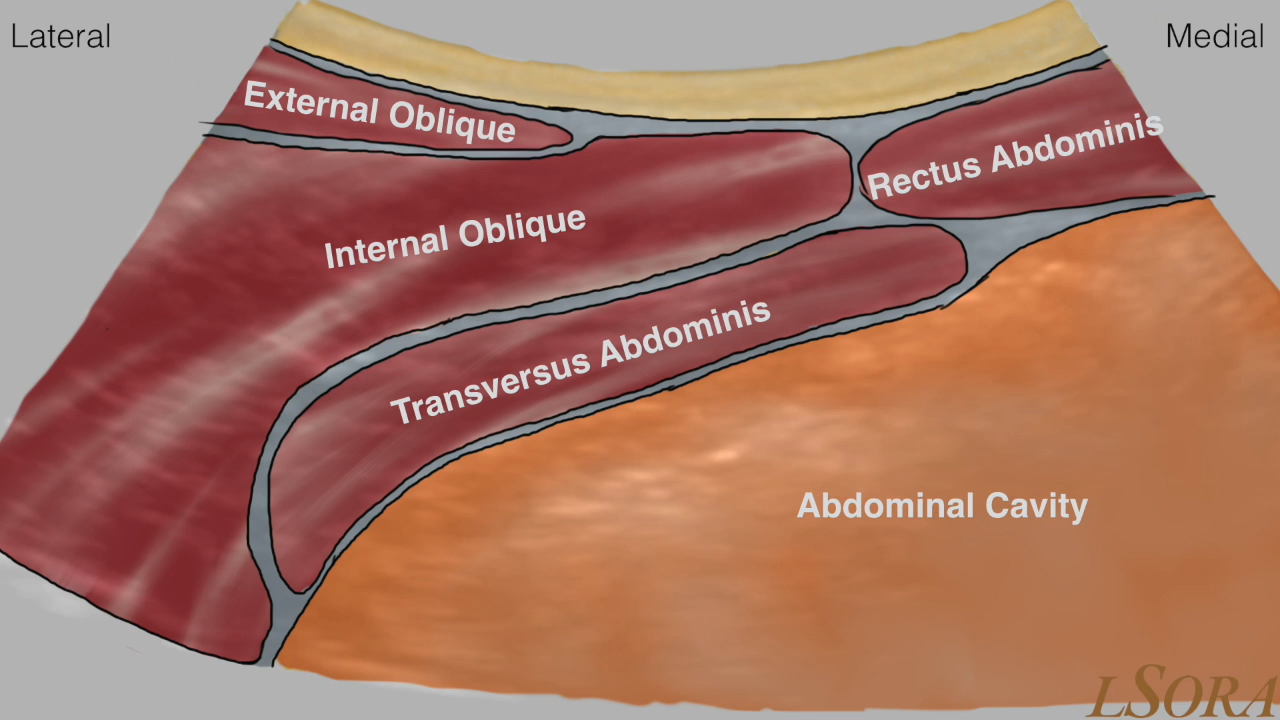 Lateral
Medial
External Oblique
Rectus Abdominis
Internal Oblique
Transversus Abdominis
Abdominal Cavity
LSORA